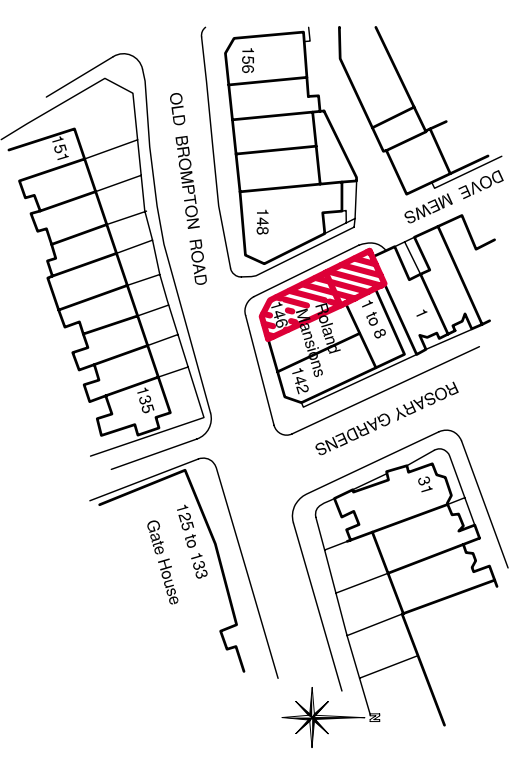 156
OLD BROMPTON ROAD
151
DOVE MEWS
148
146
Roland
Mansions
1 to 8
1
142
135
ROSARY GARDENS
31
125 to 133
Gate House
N